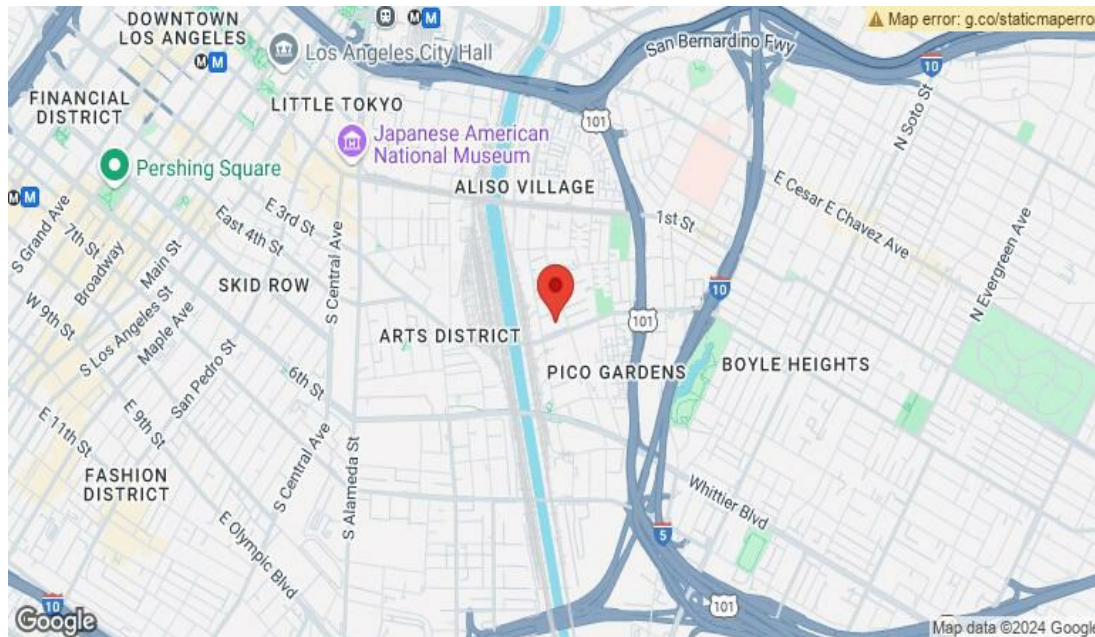 DOWNTOWN
LOS ANGELES
Los Angeles City Hall
San Bernardino Fwy
Map error: g.co/staticmaperro
10
FINANCIAL
DISTRICT
LITTLE TOKYO
101
N Soto St
Japanese American
National Museum
Pershing Square
ALISO VILLAGE
E Cesar E Chavez Ave
1st St
E 3rd St
East 4th St
S Grand Ave
7th St
Broadway
Main St
S Central Ave
N Evergreen Ave
SKID ROW
10
W 9th St
S Los Angeles St
Maple Ave
101
ARTS DISTRICT
PICO GARDENS
BOYLE HEIGHTS
San Pedro St
6th St
E 11th St
E 9th St
S Central Ave
S Alameda St
FASHION
DISTRICT
Whittier Blvd
E Olympic Blvd
5
10
101
Google
Map data ©2024 Google
M
M
M
M
M
M